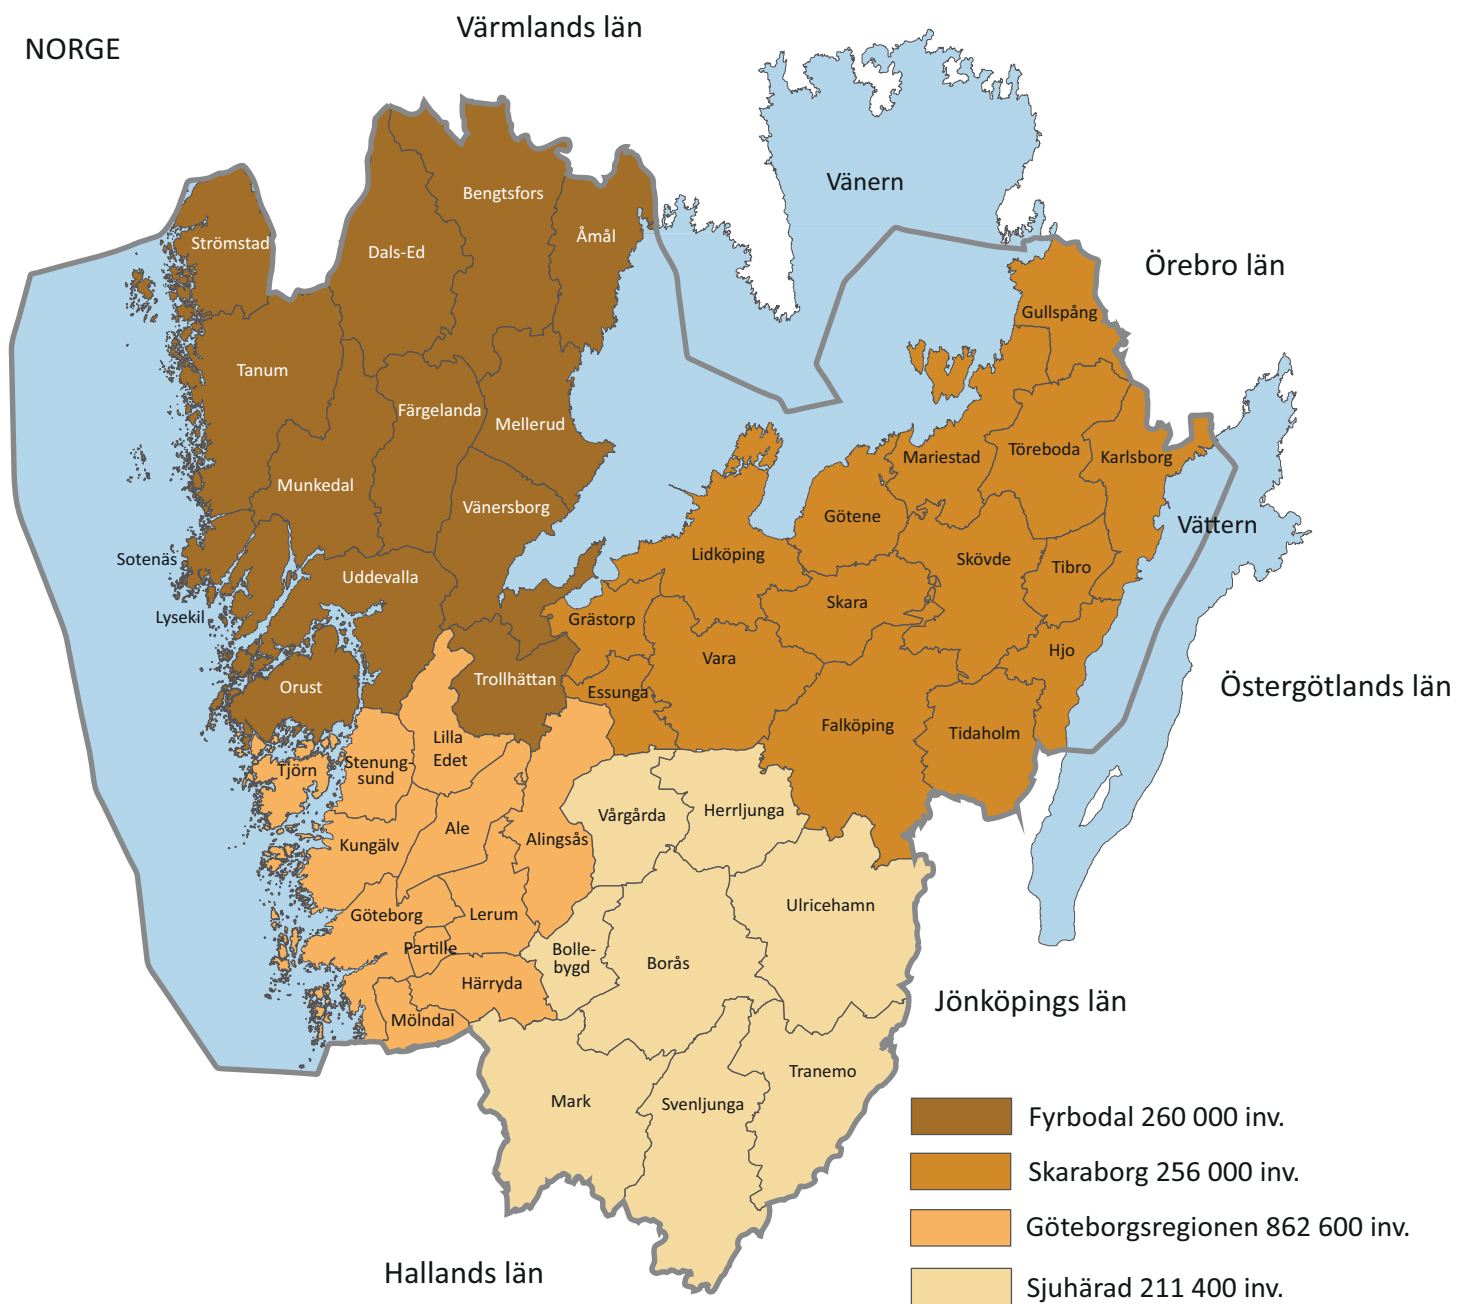 Värmlands län
NORGE
Vänern
Bengtsfors
Åmål
Strömstad
Dals-Ed
Örebro län
Gullspång
Tanum
Färgelanda
Mellerud
Mariestad
Töreboda
Karlsborg
Munkedal
Vänersborg
Götene
Vättern
Sotenäs
Lidköping
Skövde
Tibro
Uddevalla
Lysekil
Grästorp
Skara
Hjo
Vara
Orust
Trollhättan
Essunga
Östergötlands län
Falköping
Tidaholm
Lilla
Edet
Tjörn
Stenung-
sund
Vårgårda
Herrljunga
Ale
Kungälv
Alingsås
Ulricehamn
Göteborg
Lerum
Partille
Bolle-
bygd
Borås
Härryda
Mölndal
Jönköpings län
Mark
Svenljunga
Tranemo
Fyrbodal 260 000 inv.
Skaraborg 256 000 inv.
Göteborgsregionen 862 600 inv.
Sjuhärad 211 400 inv.
Hallands län